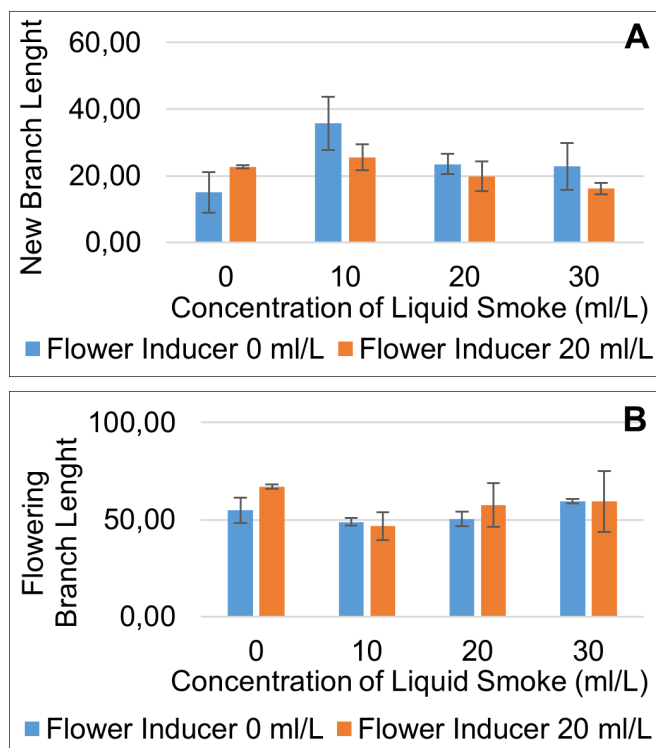 A
New Branch Lenght
60,00
40,00
20,00
0,00
0 10 20 30
Concentration of Liquid Smoke (ml/L)
Flower Inducer 0 ml/L Flower Inducer 20 ml/L
B
Flowering
Branch Lenght
100,00
50,00
0,00
0 10 20 30
Concentration of Liquid Smoke (ml/L)
Flower Inducer 0 ml/L Flower Inducer 20 ml/L